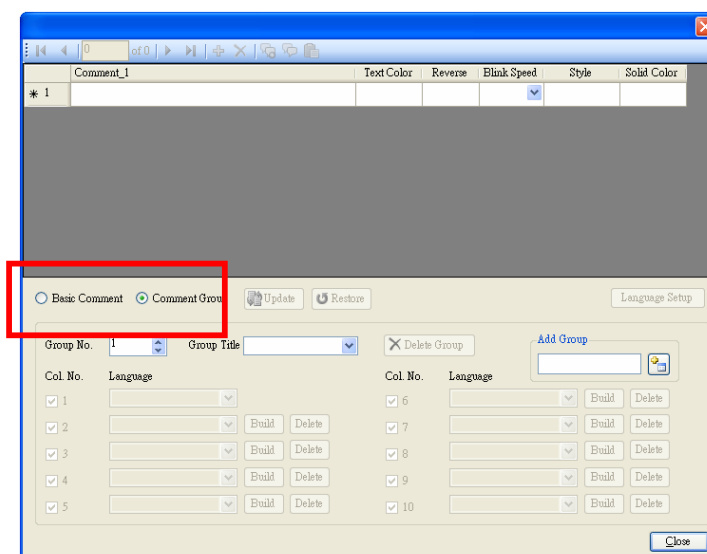 0 of 0
Comment_1 Text Color Reverse Blink Speed Style Solid Color
* 1
Basic Comment Comment Grou Update Restore Language Setup
Group No. 1 Group Title Delete Group Add Group
Col. No. Language Col. No. Language
1 6 Build Delete
2 Build Delete 7 Build Delete
3 Build Delete 8 Build Delete
4 Build Delete 9 Build Delete
5 Build Delete 10 Build Delete
Close